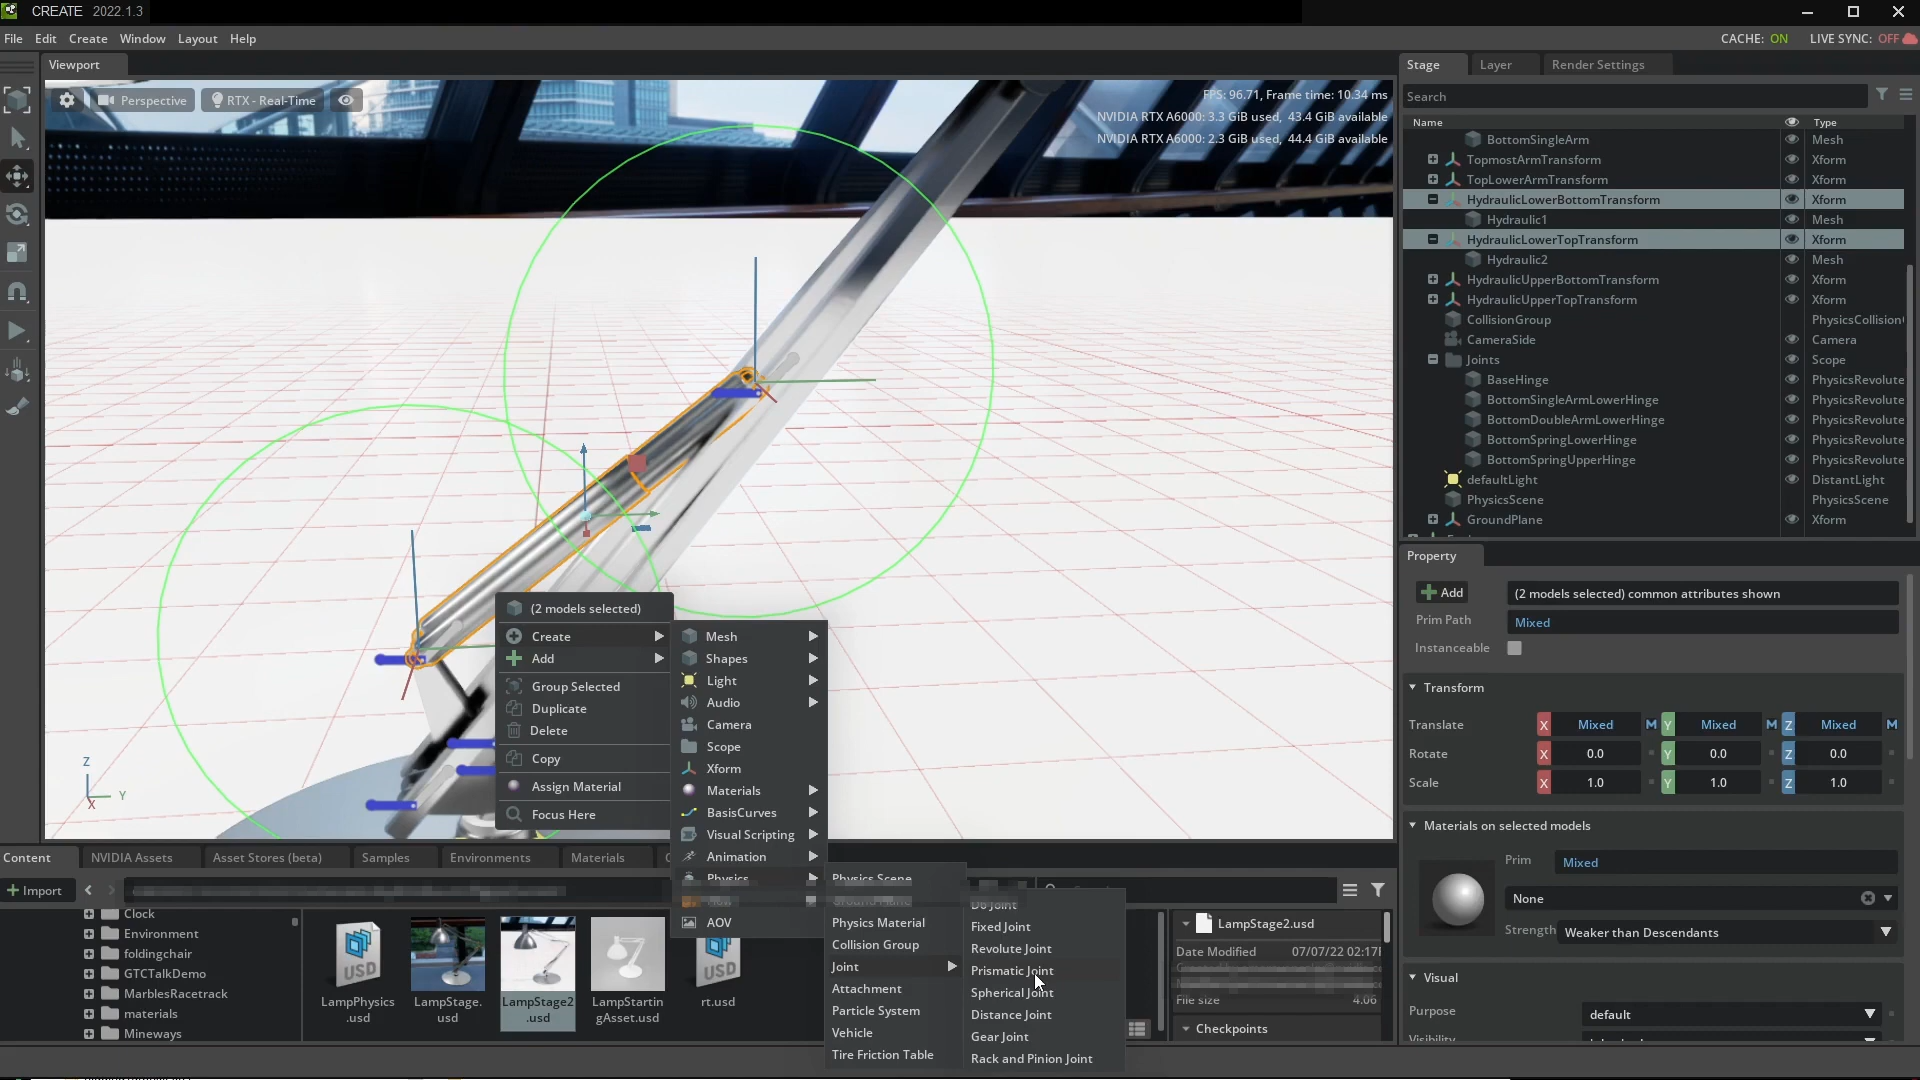 CREATE 2022.1.3
File Edit Create Window Layout Help
CACHE: ON LIVE SYNC: OFF
Viewport
Perspective
RTX - Real-Time
FPS: 96.71, Frame time: 10.34 ms
NVIDIA RTX A6000: 3.3 GiB used, 43.4 GiB available
NVIDIA RTX A6000: 2.3 GiB used, 44.4 GiB available
Z
Y
X
Stage Layer Render Settings
Search
Name Type
BottomSingleArm Mesh
TopmostArmTransform Xform
TopLowerArmTransform Xform
HydraulicLowerBottomTransform Xform
Hydraulic1 Mesh
HydraulicLowerTopTransform Xform
Hydraulic2 Mesh
HydraulicUpperBottomTransform Xform
HydraulicUpperTopTransform Xform
CollisionGroup PhysicsCollision
CameraSide Camera
Joints Scope
BaseHinge PhysicsRevolute
BottomSingleArmLowerHinge PhysicsRevolute
BottomDoubleArmLowerHinge PhysicsRevolute
BottomSpringLowerHinge PhysicsRevolute
BottomSpringUpperHinge PhysicsRevolute
defaultLight DistantLight
PhysicsScene PhysicsScene
GroundPlane Xform
Property
Add (2 models selected) common attributes shown
Prim Path Mixed
Instanceable
Transform
Translate X Mixed M Y Mixed M Z Mixed M
Rotate X 0.0 Y 0.0 Z 0.0
Scale X 1.0 Y 1.0 Z 1.0
Materials on selected models
Prim Mixed
None
Strength Weaker than Descendants
Visual
Purpose default
Visibility
(2 models selected)
Create
Add
Group Selected
Duplicate
Delete
Copy
Assign Material
Focus Here
Mesh
Shapes
Light
Audio
Camera
Scope
Xform
Materials
BasisCurves
Visual Scripting
Animation
Physics
AOV
Physics Scene
Ground Plane
Physics Material
Collision Group
Joint
Attachment
Particle System
Vehicle
Tire Friction Table
D6 Joint
Fixed Joint
Revolute Joint
Prismatic Joint
Spherical Joint
Distance Joint
Gear Joint
Rack and Pinion Joint
Content NVIDIA Assets Asset Stores (beta) Samples Environments Materials
Import
Clock
Environment
foldingchair
GTCTalkDemo
MarblesRacetrack
materials
Mineways
USD
LampPhysics
.usd
LampStage.
usd
LampStage2
.usd
LampStartin
gAsset.usd
USD
rt.usd
LampStage2.usd
Date Modified 07/07/22 02:17
File size 4.06
Checkpoints